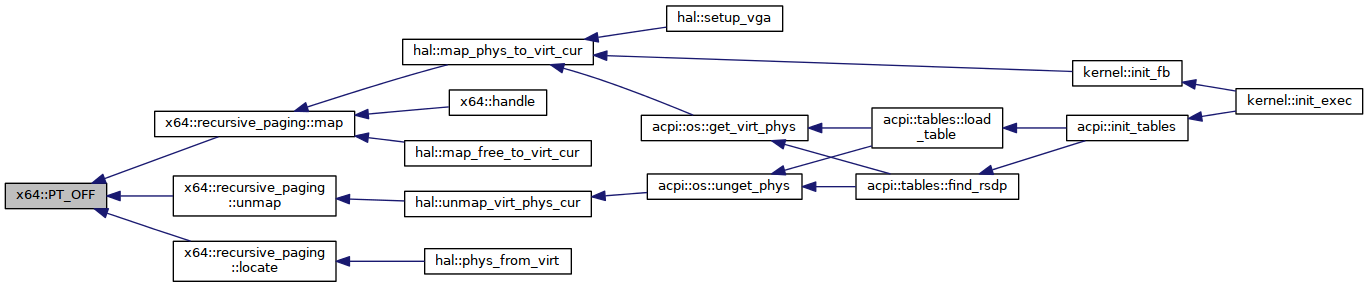 hal::setup_vga
hal::map_phys_to_virt_cur
kernel::init_fb
x64::handle
kernel::init_exec
x64::recursive_paging::map
acpi::os::get_virt_phys
acpi::tables::load
_table
acpi::init_tables
hal::map_free_to_virt_cur
x64::PT_OFF
x64::recursive_paging
::unmap
acpi::os::unget_phys
acpi::tables::find_rsdp
hal::unmap_virt_phys_cur
x64::recursive_paging
::locate
hal::phys_from_virt